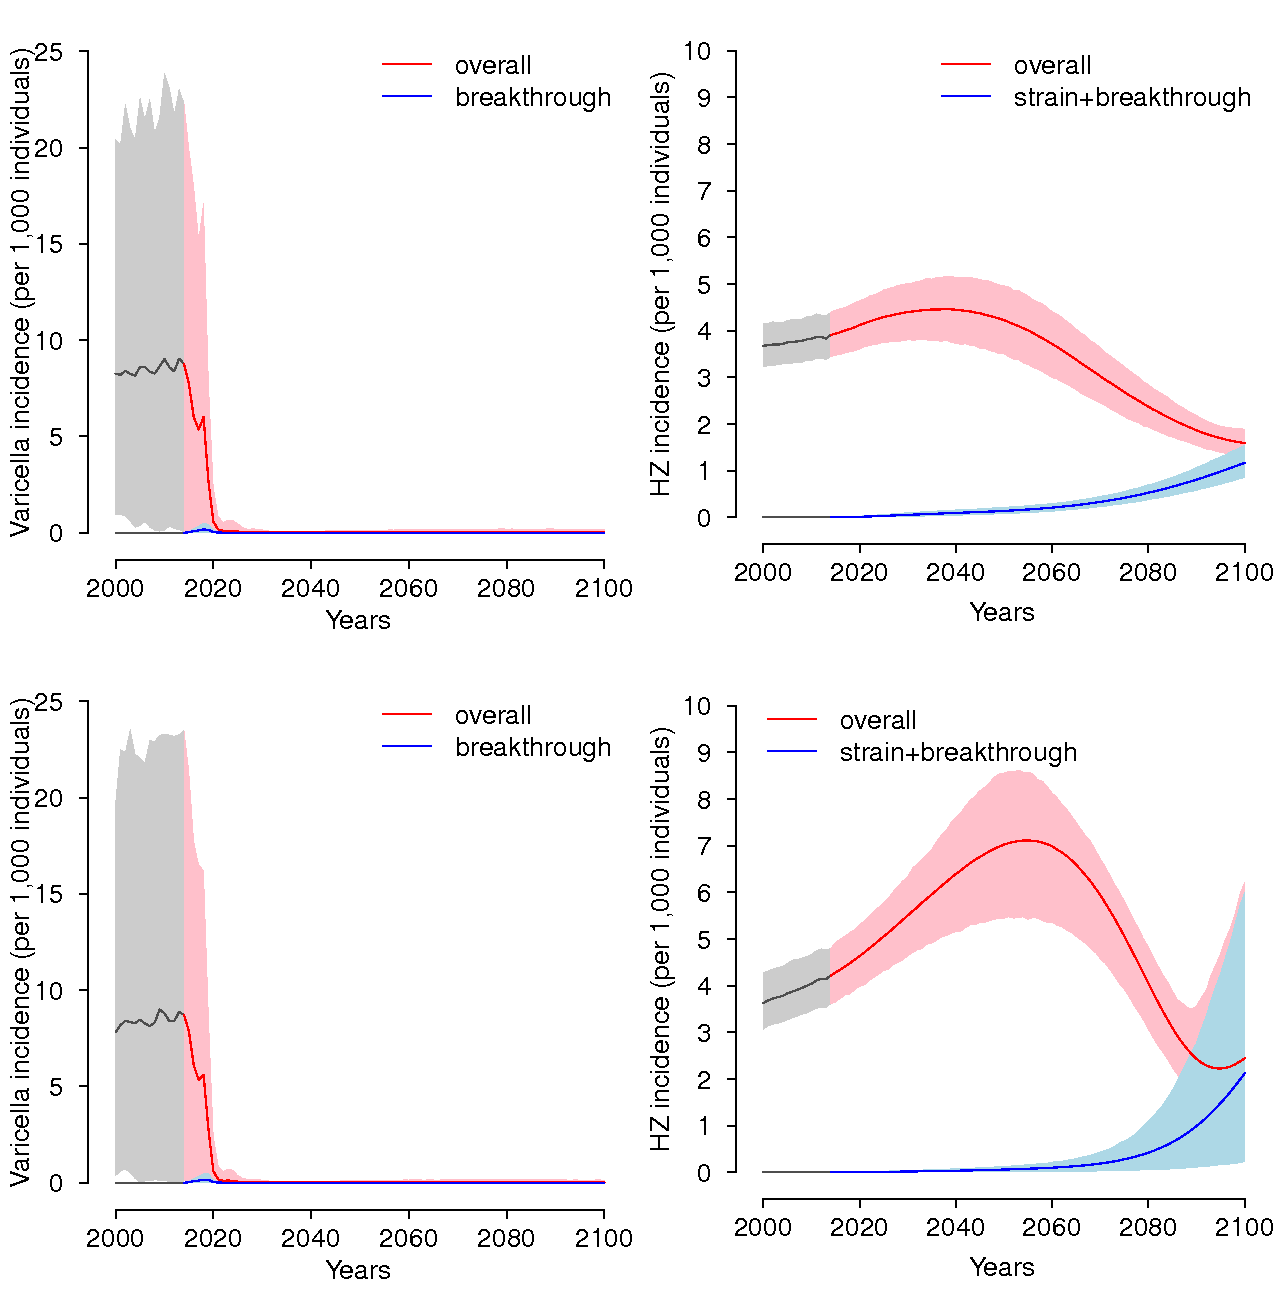 Varicella incidence (per 1,000 individuals)
25
20
15
10
5
0
overall
breakthrough
2000 2020 2040 2060 2080 2100
Years
HZ incidence (per 1,000 individuals)
10
9
8
7
6
5
4
3
2
1
0
overall
strain+breakthrough
2000 2020 2040 2060 2080 2100
Years
Varicella incidence (per 1,000 individuals)
25
20
15
10
5
0
overall
breakthrough
2000 2020 2040 2060 2080 2100
Years
HZ incidence (per 1,000 individuals)
10
9
8
7
6
5
4
3
2
1
0
overall
strain+breakthrough
2000 2020 2040 2060 2080 2100
Years